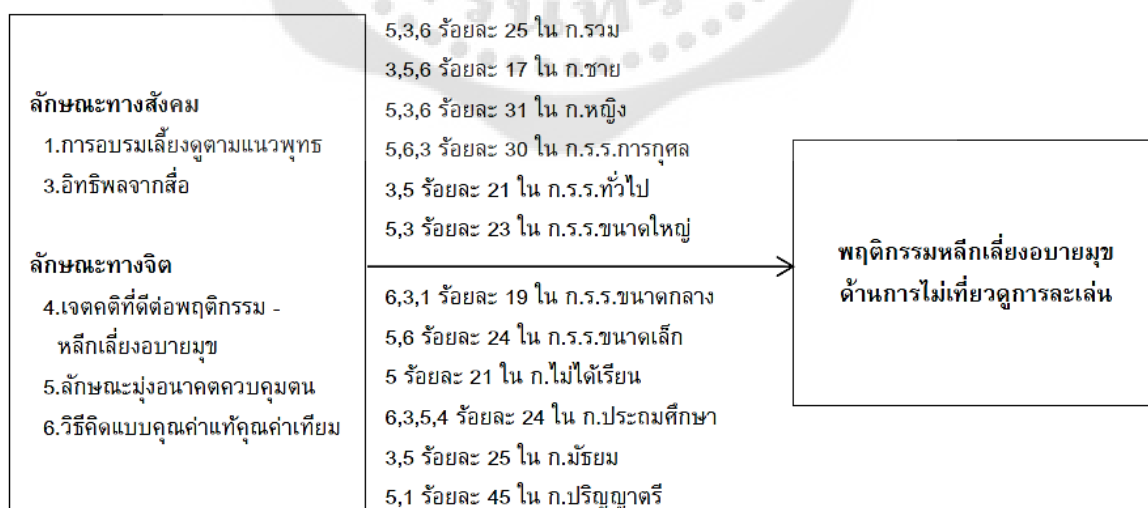 ลักษณะทางสังคม
1.การอบรมเลี้ยงดูตามแนวพุทธ
3.อิทธิพลจากสื่อ
ลักษณะทางจิต
4.เจตคติที่ดีต่อพฤติกรรม -
หลีกเลี่ยงอบายมุข
5.ลักษณะมุ่งอนาคตควบคุมตน
6.วิธีคิดแบบคุณค่าแท้คุณค่าเทียม
5,3,6 ร้อยละ 25 ใน ก.รวม
3,5,6 ร้อยละ 17 ใน ก.ชาย
5,3,6 ร้อยละ 31 ใน ก.หญิง
5,6,3 ร้อยละ 30 ใน ก.ร.ร.การกุศล
3,5 ร้อยละ 21 ใน ก.ร.ร.ทั่วไป
5,3 ร้อยละ 23 ใน ก.ร.ร.ขนาดใหญ่
6,3,1 ร้อยละ 19 ใน ก.ร.ร.ขนาดกลาง
5,6 ร้อยละ 24 ใน ก.ร.ร.ขนาดเล็ก
5 ร้อยละ 21 ใน ก.ไม่ได้เรียน
6,3,5,4 ร้อยละ 24 ใน ก.ประถมศึกษา
3,5 ร้อยละ 25 ใน ก.มัธยม
5,1 ร้อยละ 45 ใน ก.ปริญญาตรี
พฤติกรรมหลีกเลี่ยงอบายมุข
ด้านการไม่เที่ยวดูการละเล่น